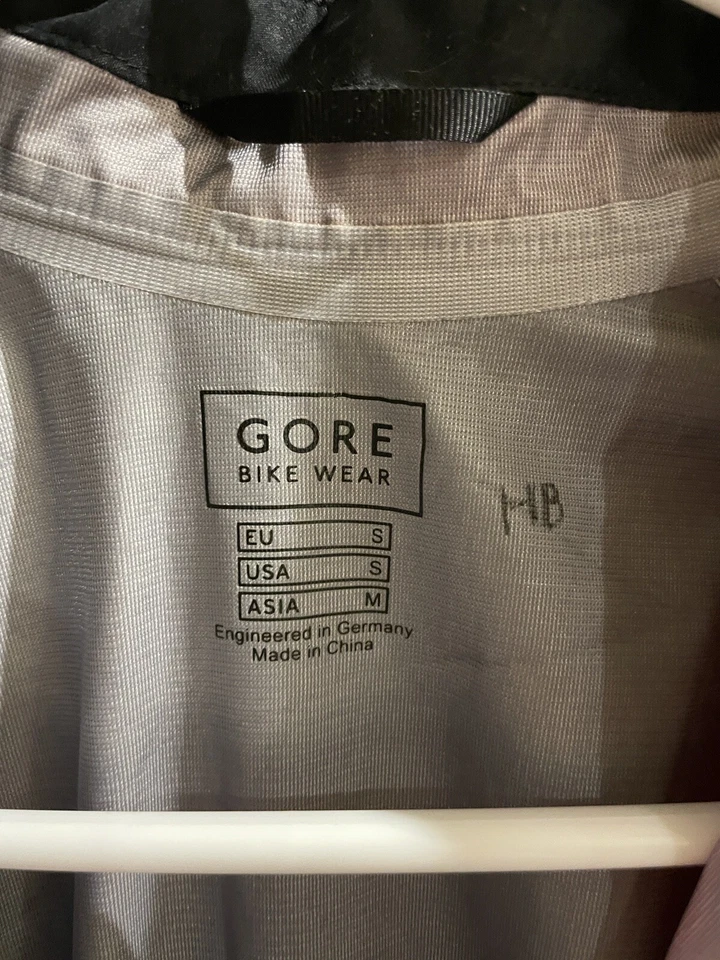 GORE
BIKE WEAR
HB
EU S
USA S
ASIA M
Engineered in Germany
Made in China